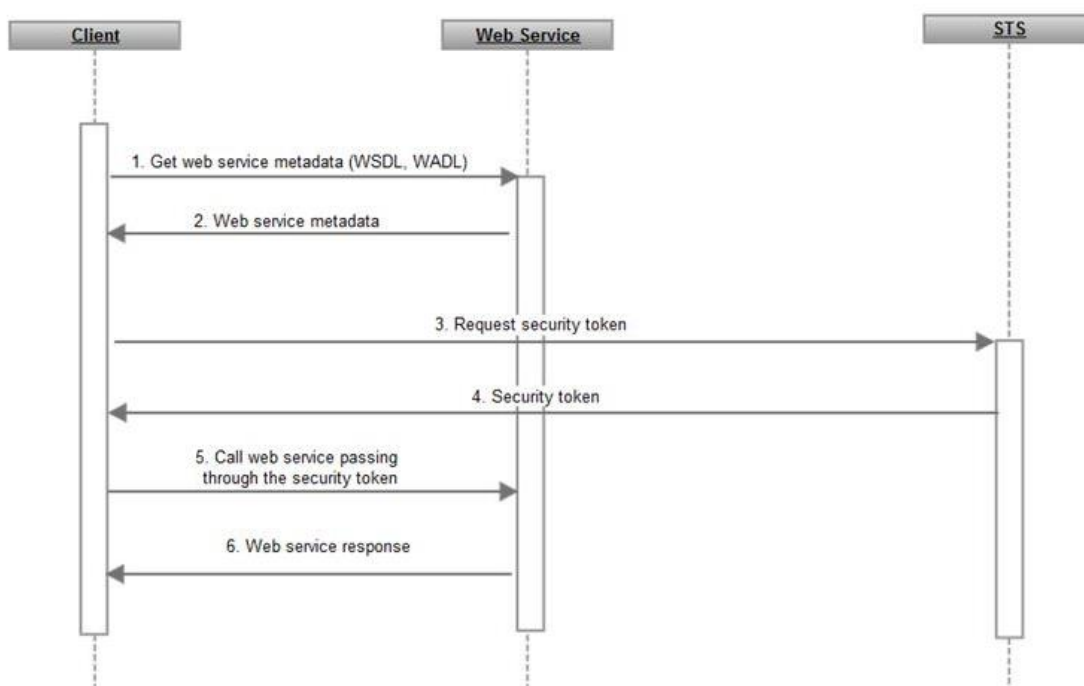 Client
Web Service
STS
1. Get web service metadata (WSDL, WADL)
2. Web service metadata
3. Request security token
4. Security token
5. Call web service passing
through the security token
6. Web service response